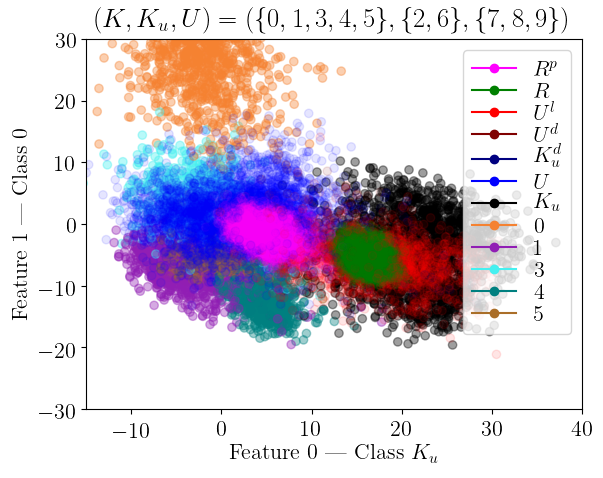 (K, K_u, U) = ({0, 1, 3, 4, 5}, {2, 6}, {7, 8, 9})
30
20
10
0
−10
−20
−30
−10
0
10
20
30
40
Feature 1 — Class 0
Feature 0 — Class K_u
R^p
R
U^l
U^d
K_u^d
U
K_u
0
1
3
4
5